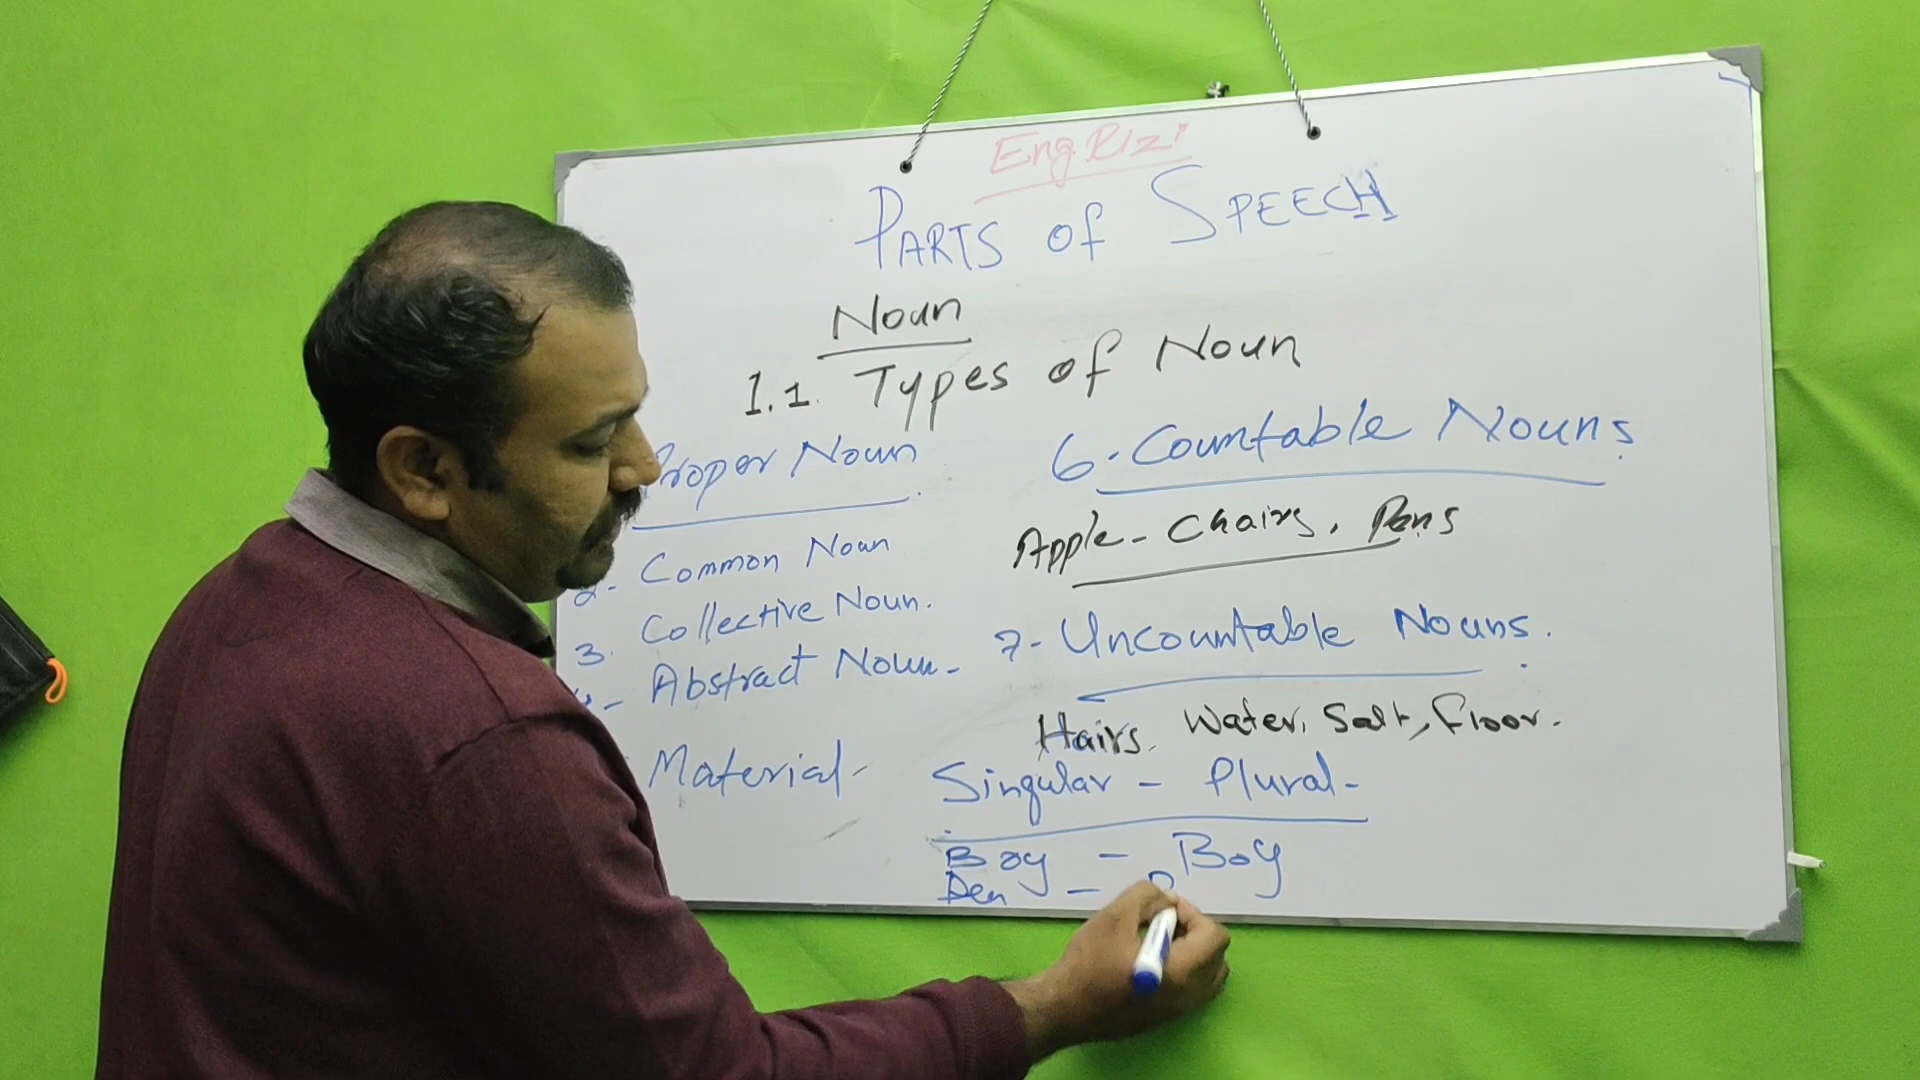 Eng Rizi
PARTS OF SPEECH
Noun
1.1. Types of Noun
Proper Noun
2- Common Noun
3. Collective Noun.
- Abstract Noun-
Material-
6. Countable Nouns.
Apple- Chairs, Pens
7- Uncountable Nouns.
Hairs, Water, Salt, floor.
Singular - Plural-
Boy - Boy
-